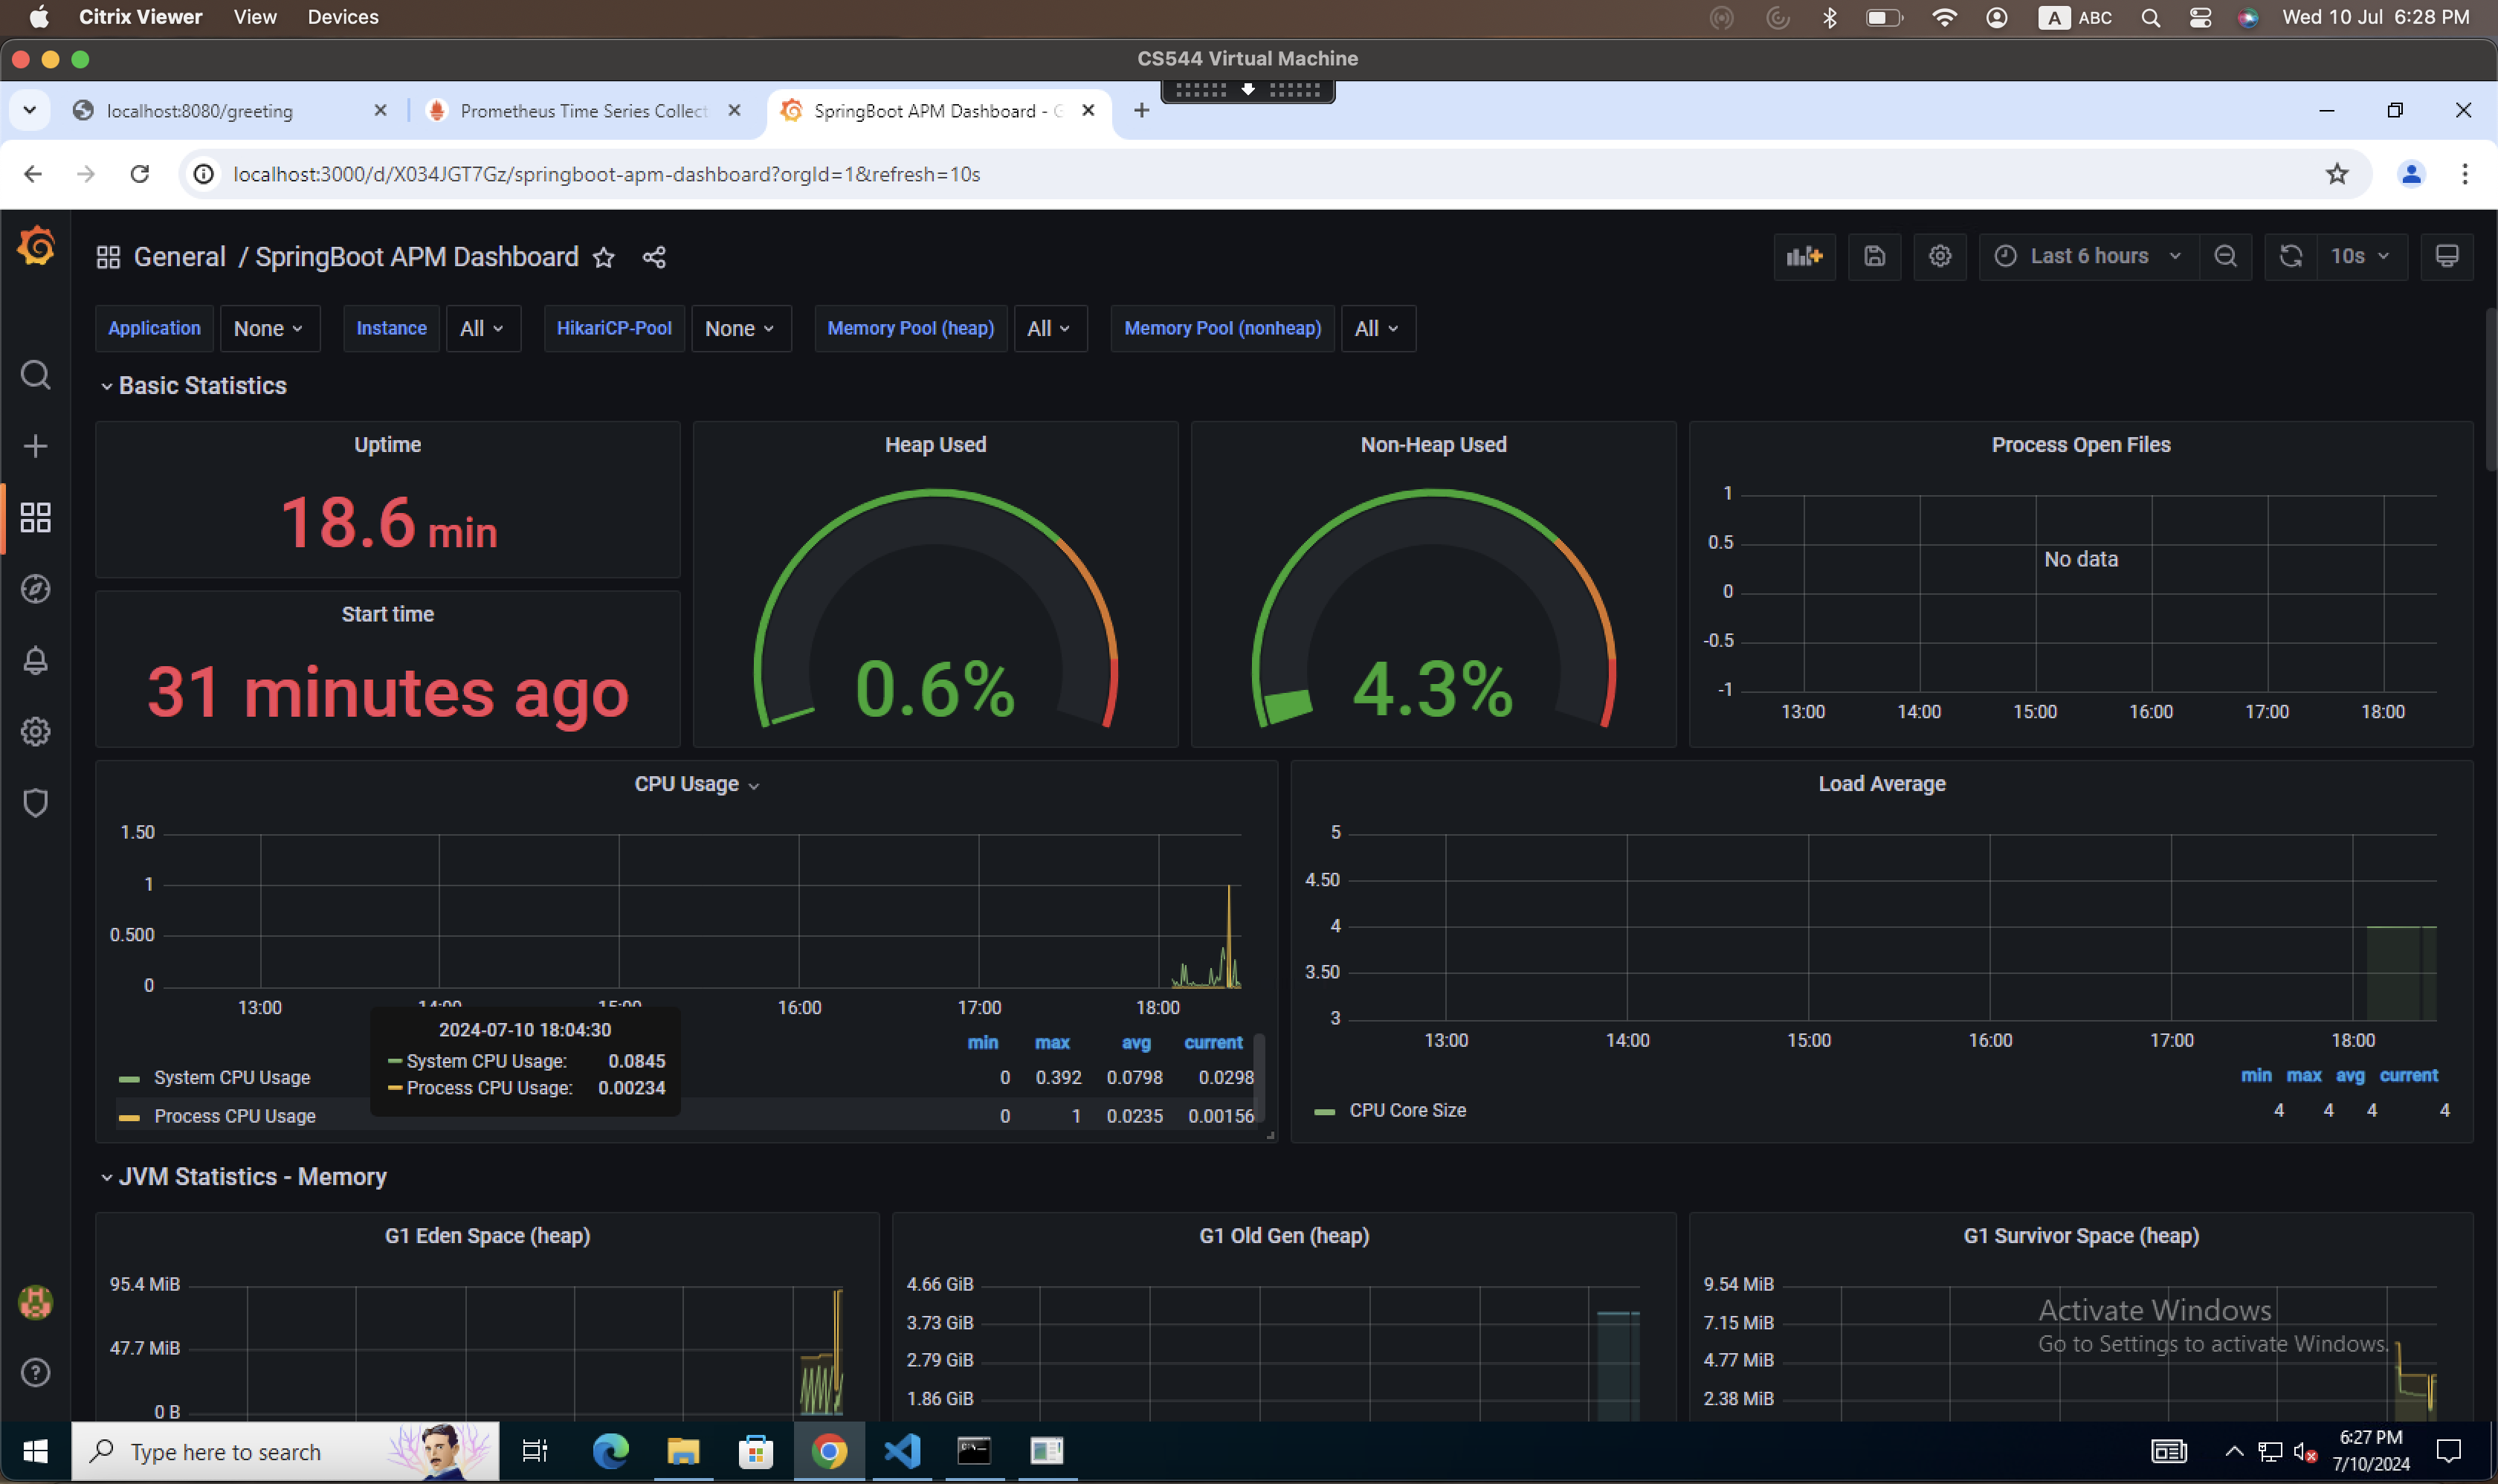 Citrix Viewer View Devices A ABC Wed 10 Jul 6:28 PM
CS544 Virtual Machine
localhost:8080/greeting Prometheus Time Series Collect SpringBoot APM Dashboard - G
localhost:3000/d/X034JGT7Gz/springboot-apm-dashboard?orgId=1&refresh=10s
General / SpringBoot APM Dashboard Last 6 hours 10s
Application None Instance All HikariCP-Pool None Memory Pool (heap) All Memory Pool (nonheap) All
Basic Statistics
Uptime
18.6 min
Start time
31 minutes ago
Heap Used
0.6%
Non-Heap Used
4.3%
Process Open Files
1
0.5
0
-0.5
-1
No data
13:00 14:00 15:00 16:00 17:00 18:00
CPU Usage
1.50
1
0.500
0
13:00 14:00 15:00 16:00 17:00 18:00
2024-07-10 18:04:30
System CPU Usage: 0.0845
Process CPU Usage: 0.00234
min max avg current
System CPU Usage 0 0.392 0.0798 0.0298
Process CPU Usage 0 1 0.0235 0.00156
Load Average
5
4.50
4
3.50
3
13:00 14:00 15:00 16:00 17:00 18:00
min max avg current
CPU Core Size 4 4 4 4
JVM Statistics - Memory
G1 Eden Space (heap)
95.4 MiB
47.7 MiB
0 B
G1 Old Gen (heap)
4.66 GiB
3.73 GiB
2.79 GiB
1.86 GiB
G1 Survivor Space (heap)
9.54 MiB
7.15 MiB
4.77 MiB
2.38 MiB
Activate Windows
Go to Settings to activate Windows.
Type here to search
6:27 PM
7/10/2024